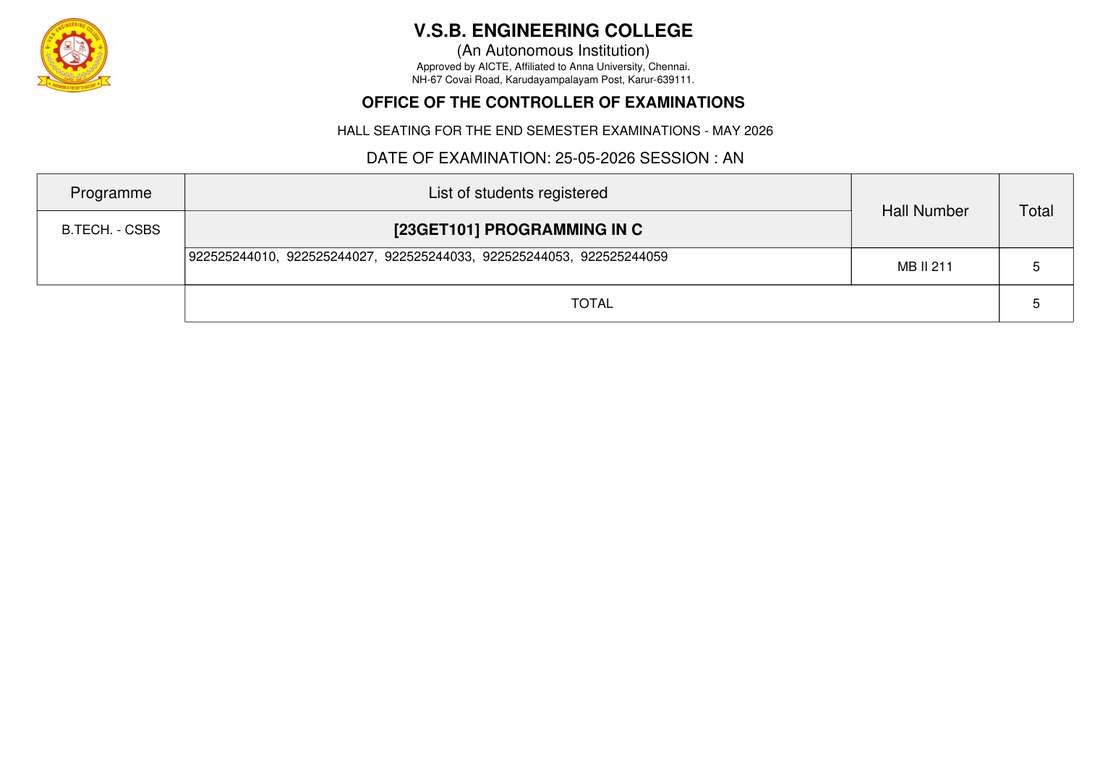 V.S.B. ENGINEERING COLLEGE
(An Autonomous Institution)
Approved by AICTE, Affiliated to Anna University, Chennai.
NH-67 Covai Road, Karudayampalayam Post, Karur-639111.
OFFICE OF THE CONTROLLER OF EXAMINATIONS
HALL SEATING FOR THE END SEMESTER EXAMINATIONS - MAY 2026
DATE OF EXAMINATION: 25-05-2026 SESSION : AN
Programme List of students registered Hall Number Total
B.TECH. - CSBS [23GET101] PROGRAMMING IN C
922525244010, 922525244027, 922525244033, 922525244053, 922525244059 MB II 211 5
TOTAL 5